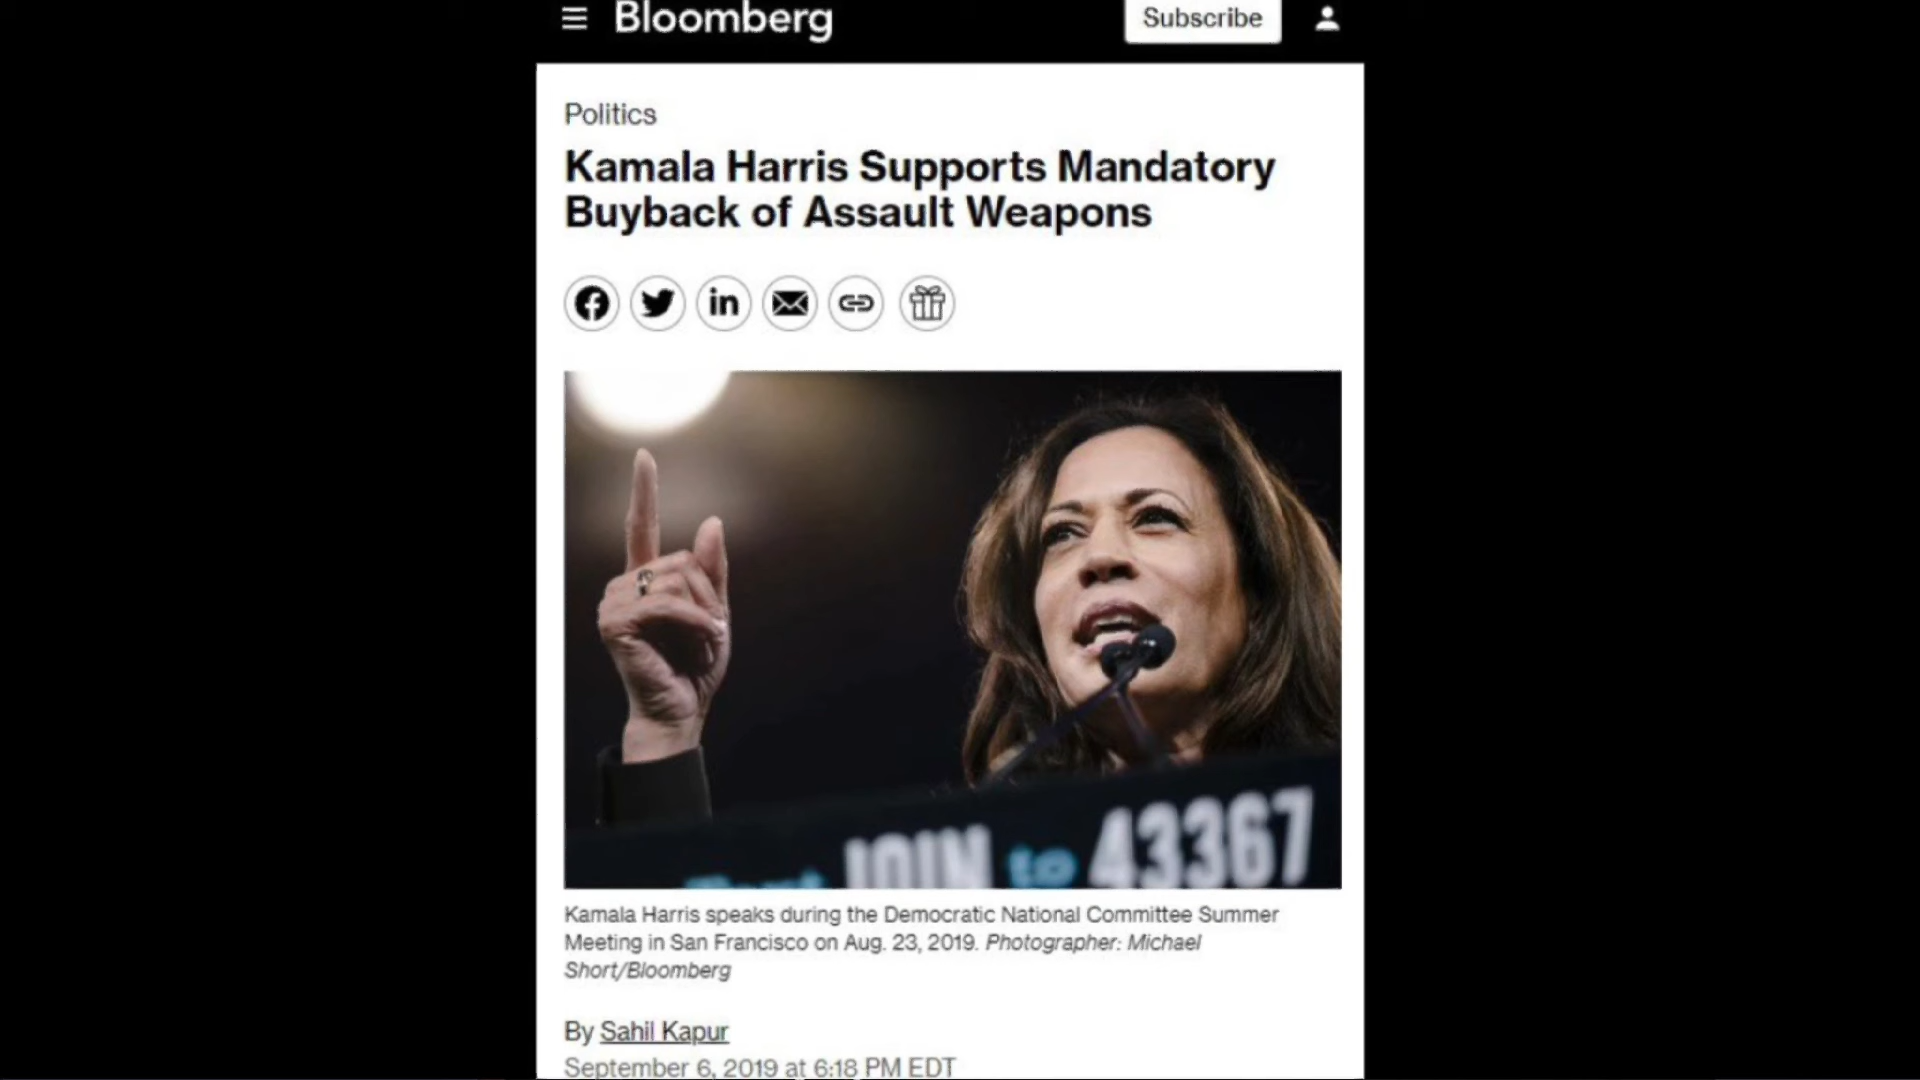 Bloomberg
Subscribe
Politics
Kamala Harris Supports Mandatory
Buyback of Assault Weapons
JOIN to 43367
Kamala Harris speaks during the Democratic National Committee Summer
Meeting in San Francisco on Aug. 23, 2019. Photographer: Michael
Short/Bloomberg
By Sahil Kapur
September 6, 2019 at 6:18 PM EDT